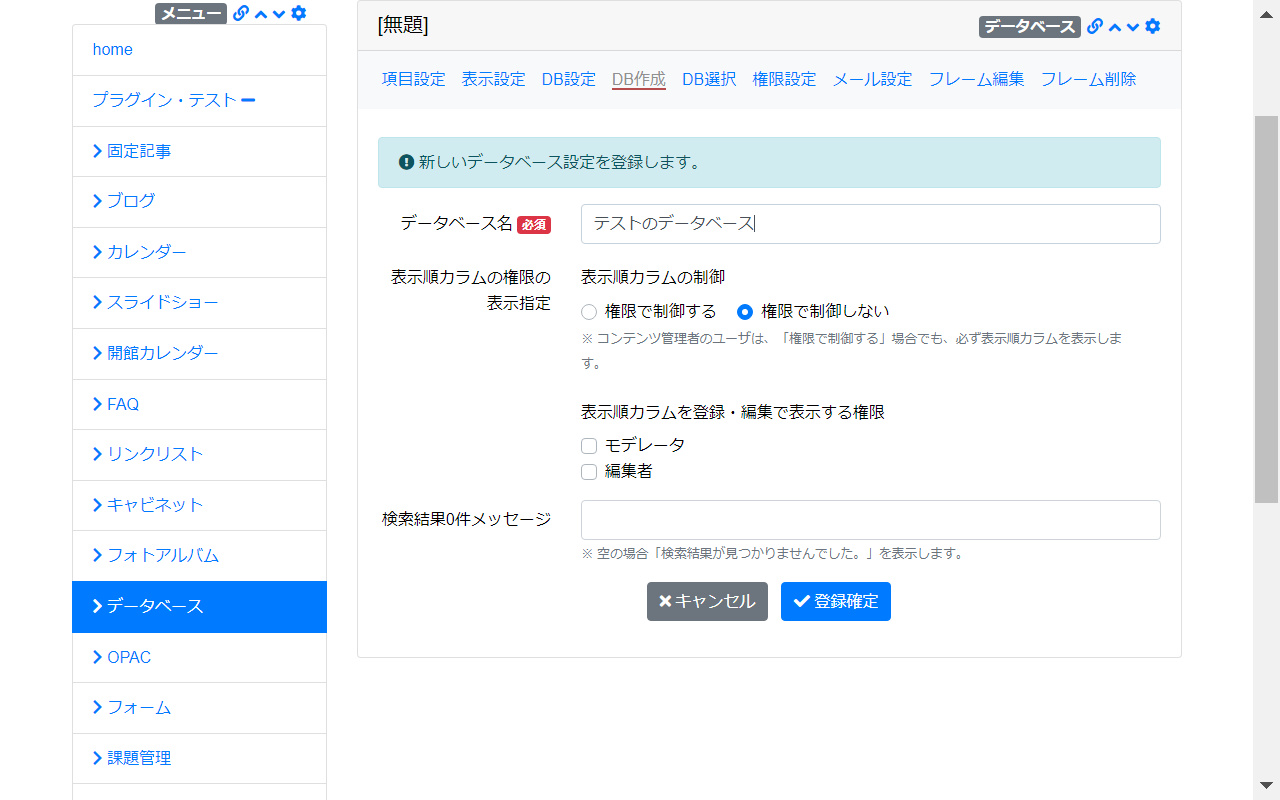 メニュー
home
プラグイン・テスト
固定記事
ブログ
カレンダー
スライドショー
開館カレンダー
FAQ
リンクリスト
キャビネット
フォトアルバム
データベース
OPAC
フォーム
課題管理
[無題]
データベース
項目設定 表示設定 DB設定 DB作成 DB選択 権限設定 メール設定 フレーム編集 フレーム削除
新しいデータベース設定を登録します。
データベース名 必須
テストのデータベース
表示順カラムの権限の
表示指定
表示順カラムの制御
権限で制御する 権限で制御しない
※ コンテンツ管理者のユーザは、「権限で制御する」場合でも、必ず表示順カラムを表示しま
す。
表示順カラムを登録・編集で表示する権限
モデレータ
編集者
検索結果0件メッセージ
※ 空の場合「検索結果が見つかりませんでした。」を表示します。
キャンセル 登録確定